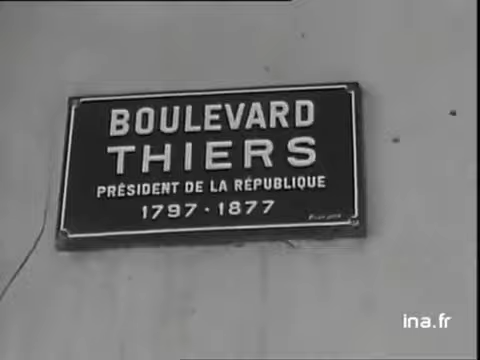 BOULEVARD
THIERS
PRÉSIDENT DE LA RÉPUBLIQUE
1797 - 1877
ina.fr